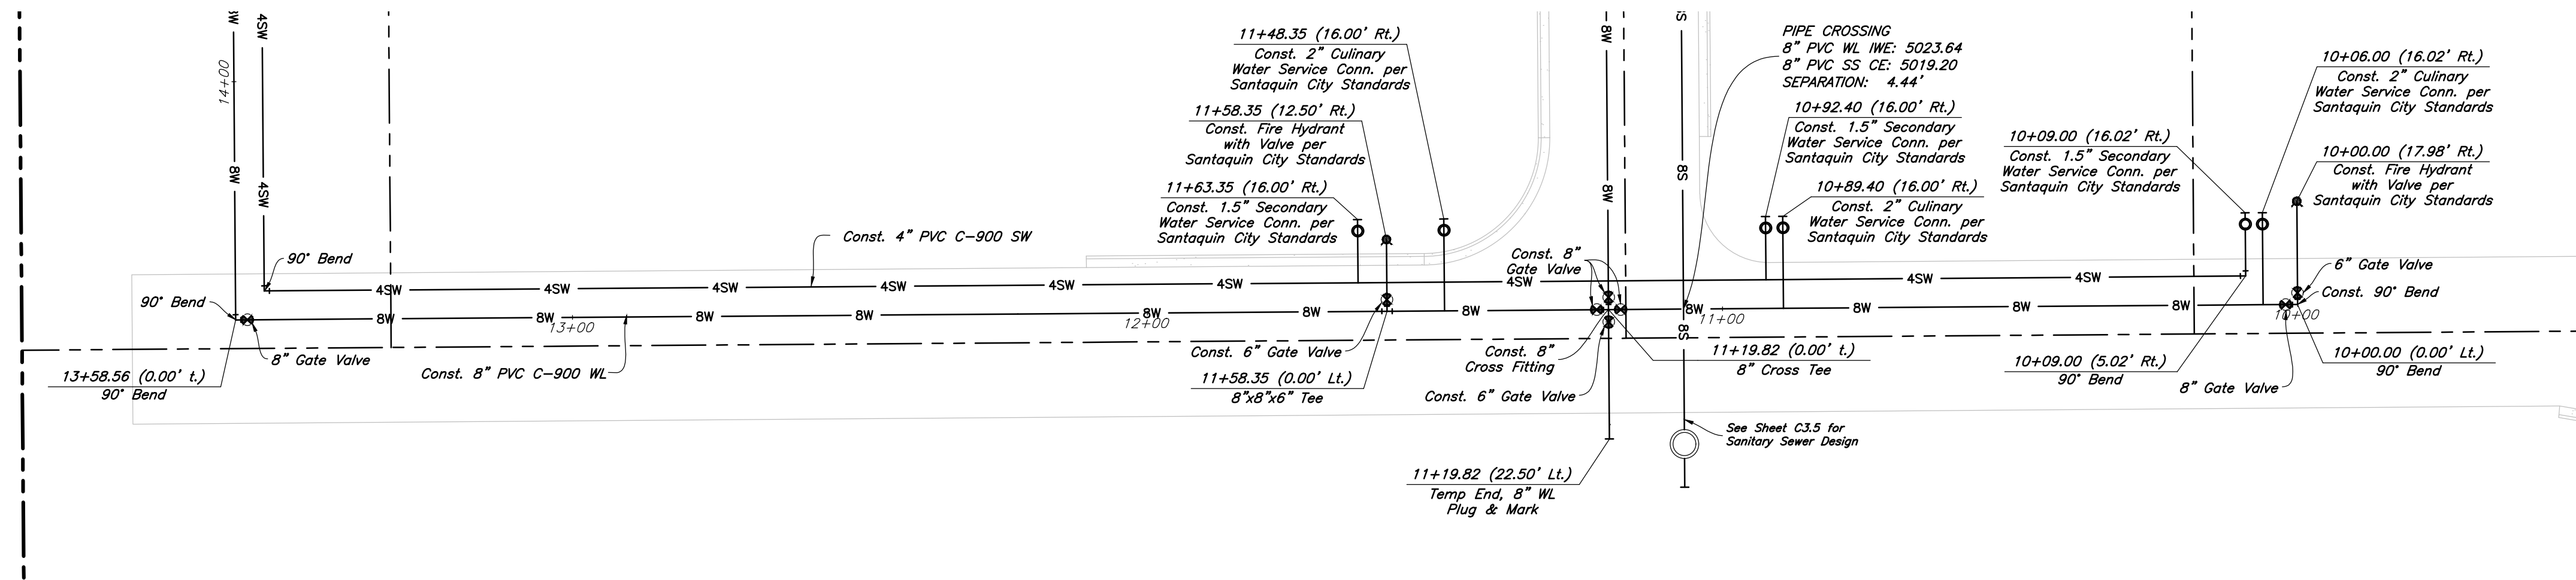 8W
4SW
14+00
8W
4SW
90° Bend
90° Bend
8" Gate Valve
13+58.56 (0.00' t.)
90° Bend
Const. 8" PVC C-900 WL
Const. 4" PVC C-900 SW
4SW
4SW
4SW
4SW
4SW
4SW
4SW
4SW
4SW
8W
8W
8W
8W
8W
8W
8W
8W
8W
8W
8W
13+00
12+00
11+00
10+00
11+48.35 (16.00' Rt.)
Const. 2" Culinary
Water Service Conn. per
Santaquin City Standards
11+58.35 (12.50' Rt.)
Const. Fire Hydrant
with Valve per
Santaquin City Standards
11+63.35 (16.00' Rt.)
Const. 1.5" Secondary
Water Service Conn. per
Santaquin City Standards
Const. 6" Gate Valve
11+58.35 (0.00' Lt.)
8"x8"x6" Tee
Const. 8"
Gate Valve
Const. 8"
Cross Fitting
Const. 6" Gate Valve
11+19.82 (22.50' Lt.)
Temp End, 8" WL
Plug & Mark
8W
8W
8S
8S
8S
PIPE CROSSING
8" PVC WL IWE: 5023.64
8" PVC SS CE: 5019.20
SEPARATION: 4.44'
10+92.40 (16.00' Rt.)
Const. 1.5" Secondary
Water Service Conn. per
Santaquin City Standards
10+89.40 (16.00' Rt.)
Const. 2" Culinary
Water Service Conn. per
Santaquin City Standards
11+19.82 (0.00' t.)
8" Cross Tee
See Sheet C3.5 for
Sanitary Sewer Design
10+06.00 (16.02' Rt.)
Const. 2" Culinary
Water Service Conn. per
Santaquin City Standards
10+09.00 (16.02' Rt.)
Const. 1.5" Secondary
Water Service Conn. per
Santaquin City Standards
10+00.00 (17.98' Rt.)
Const. Fire Hydrant
with Valve per
Santaquin City Standards
6" Gate Valve
Const. 90° Bend
10+09.00 (5.02' Rt.)
90° Bend
8" Gate Valve
10+00.00 (0.00' Lt.)
90° Bend